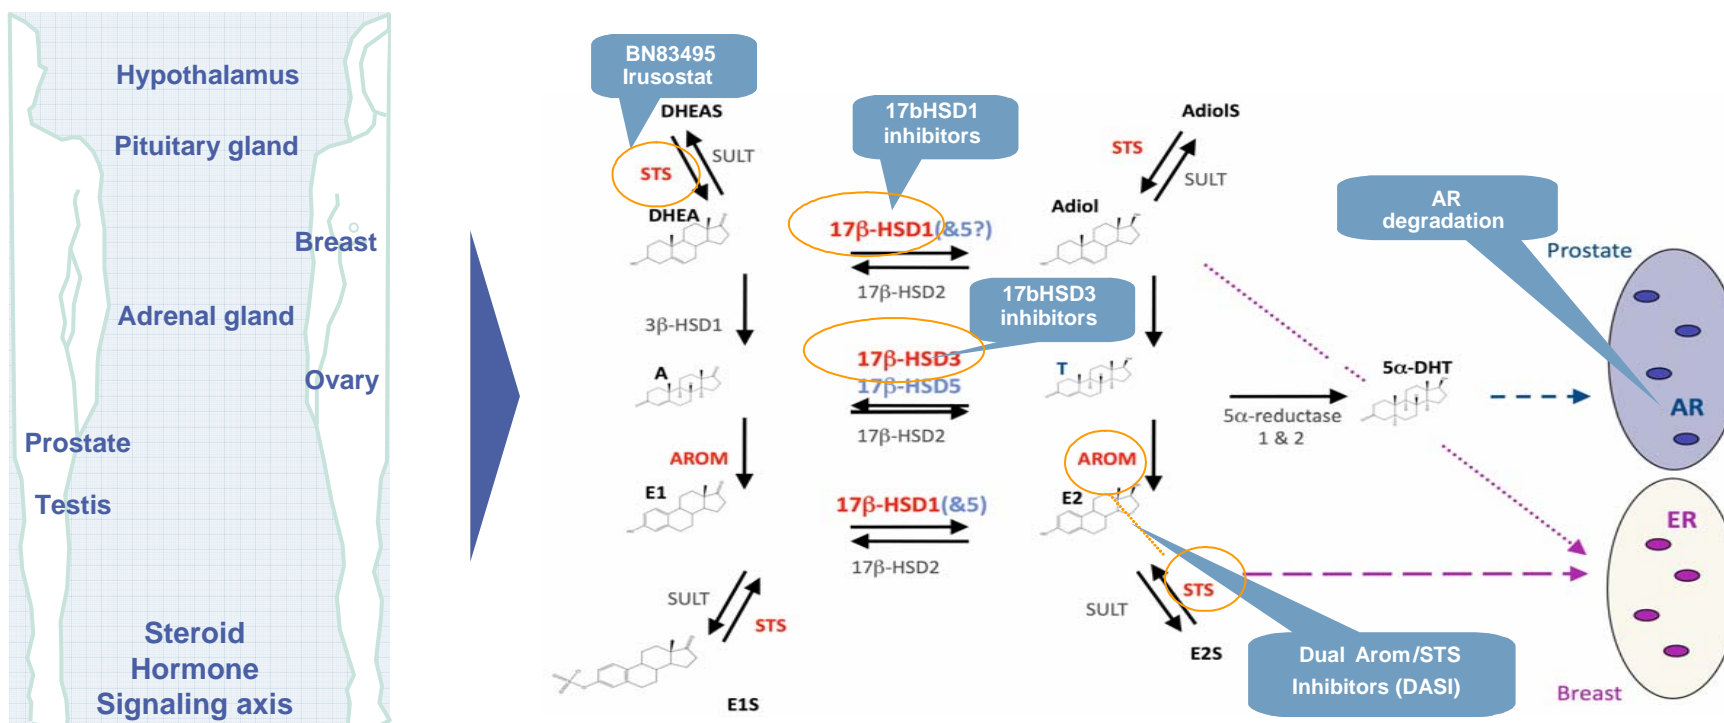 Hypothalamus
Pituitary gland
Breast
Adrenal gland
Ovary
Prostate
Testis
Steroid
Hormone
Signaling axis
BN83495
Irusostat
DHEAS
SULT
STS
DHEA
17bHSD1
inhibitors
AdiolS
STS
SULT
Adiol
17β-HSD1(&5?)
17β-HSD2
AR
degradation
Prostate
17bHSD3
inhibitors
3β-HSD1
17β-HSD3
17β-HSD5
17β-HSD2
A
T
5α-DHT
5α-reductase
1 & 2
AR
AROM
AROM
E1
E2
17β-HSD1(&5)
17β-HSD2
ER
SULT
STS
SULT
STS
E1S
E2S
Dual Arom/STS
Inhibitors (DASI)
Breast